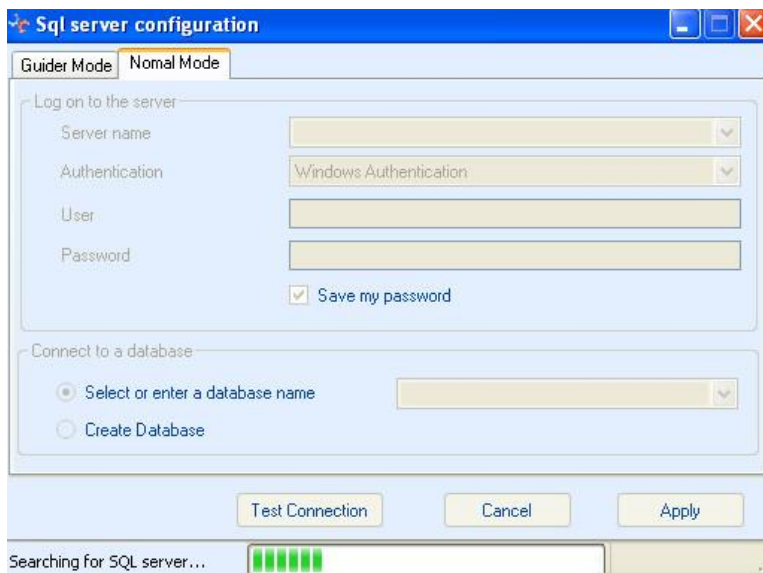 Sql server configuration
Guider Mode Nomal Mode
Log on to the server
Server name
Authentication Windows Authentication
User
Password
Save my password
Connect to a database
Select or enter a database name
Create Database
Test Connection Cancel Apply
Searching for SQL server...